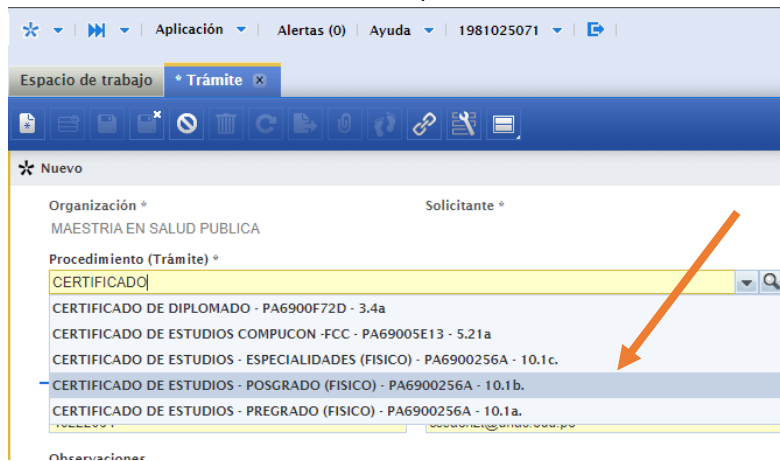 Aplicación Alertas (0) Ayuda 1981025071
Espacio de trabajo * Trámite
Nuevo
Organización * Solicitante *
MAESTRIA EN SALUD PUBLICA
Procedimiento (Trámite) *
CERTIFICADO
CERTIFICADO DE DIPLOMADO - PA6900F72D - 3.4a
CERTIFICADO DE ESTUDIOS COMPUCON -FCC - PA69005E13 - 5.21a
CERTIFICADO DE ESTUDIOS - ESPECIALIDADES (FISICO) - PA6900256A - 10.1c.
CERTIFICADO DE ESTUDIOS - POSGRADO (FISICO) - PA6900256A - 10.1b.
CERTIFICADO DE ESTUDIOS - PREGRADO (FISICO) - PA6900256A - 10.1a.
Observaciones